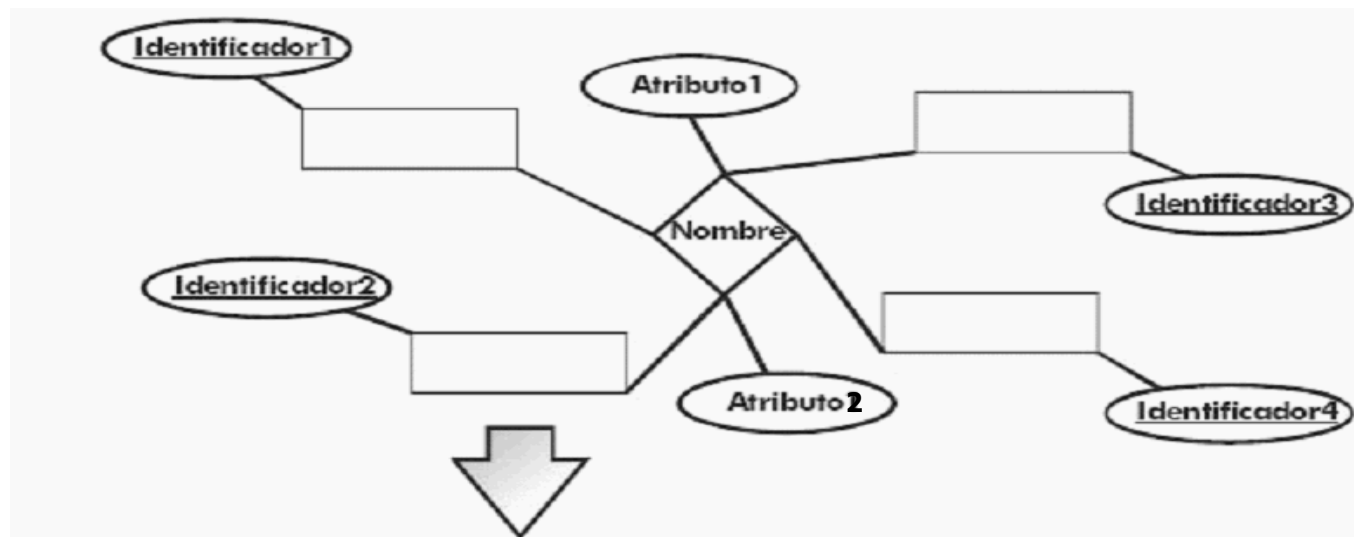 Identificador1
Atributo1
Identificador3
Nombre
Identificador2
Atributo2
Identificador4